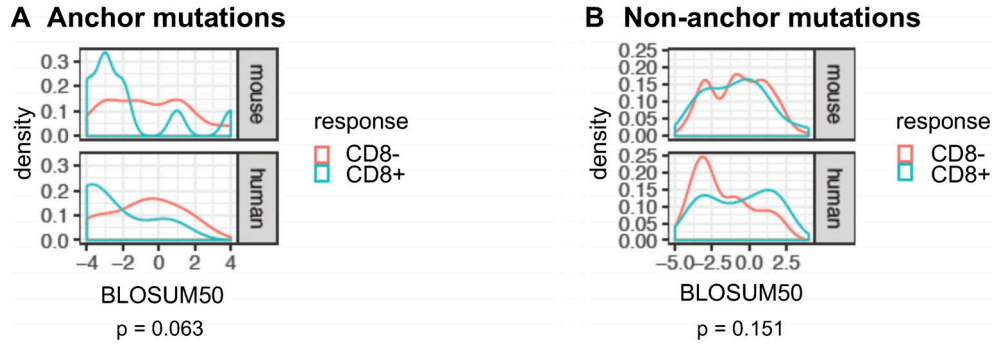 A Anchor mutations
density
0.3
0.2
0.1
0.0
mouse
0.3
0.2
0.1
0.0
human
−4 −2 0 2 4
BLOSUM50
p = 0.063
response
CD8-
CD8+
B Non-anchor mutations
density
0.25
0.20
0.15
0.10
0.05
0.00
mouse
0.25
0.20
0.15
0.10
0.05
0.00
human
−5.0 −2.5 0.0 2.5
BLOSUM50
p = 0.151
response
CD8-
CD8+